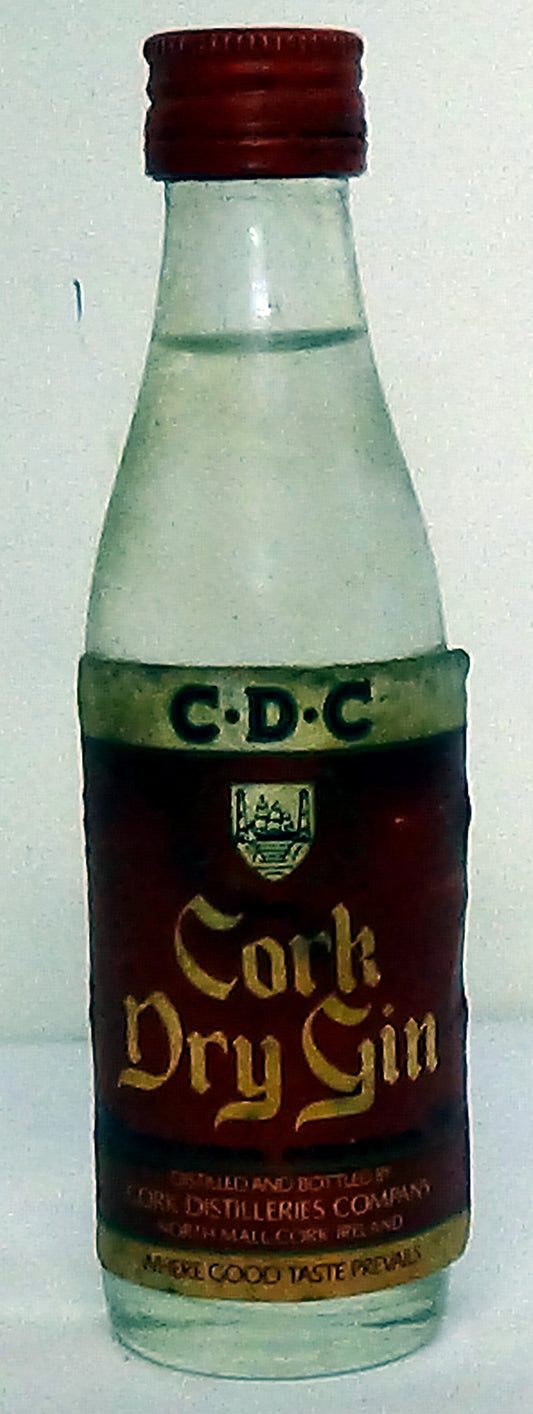 C·D·C
Cork
Dry Gin
DISTILLED AND BOTTLED BY
CORK DISTILLERIES COMPANY
NORTH MALL CORK IRELAND
WHERE GOOD TASTE PREVAILS